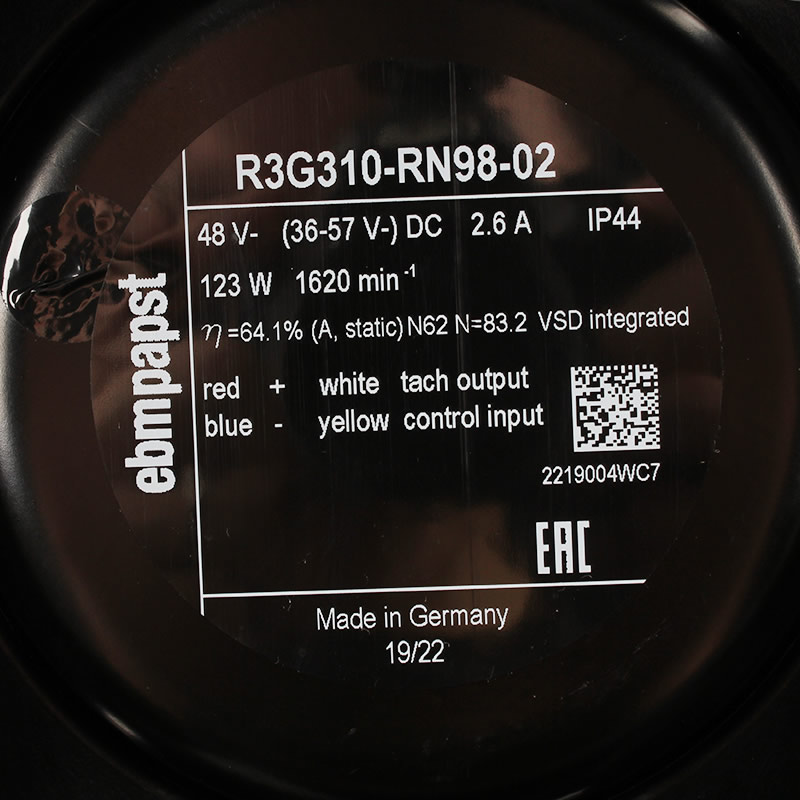 R3G310-RN98-02
48 V- (36-57 V-) DC 2.6 A IP44
123 W 1620 min⁻¹
η =64.1% (A, static) N62 N=83.2 VSD integrated
red + white tach output
blue - yellow control input
2219004WC7
EAC
Made in Germany
19/22
ebmpapst